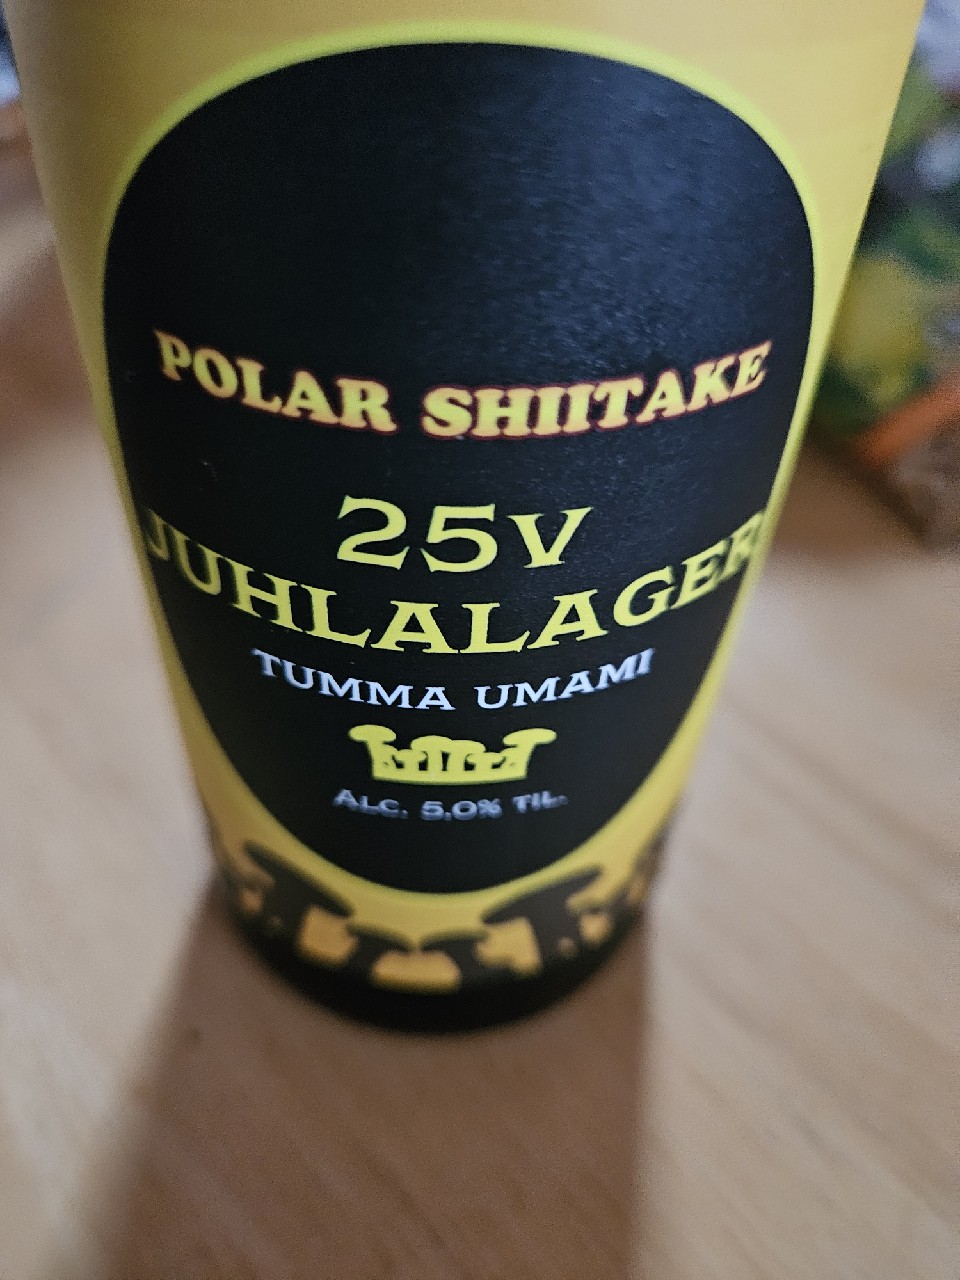 POLAR SHIITAKE
25V
JUHLALAGER
TUMMA UMAMI
ALC. 5.0% TIL.